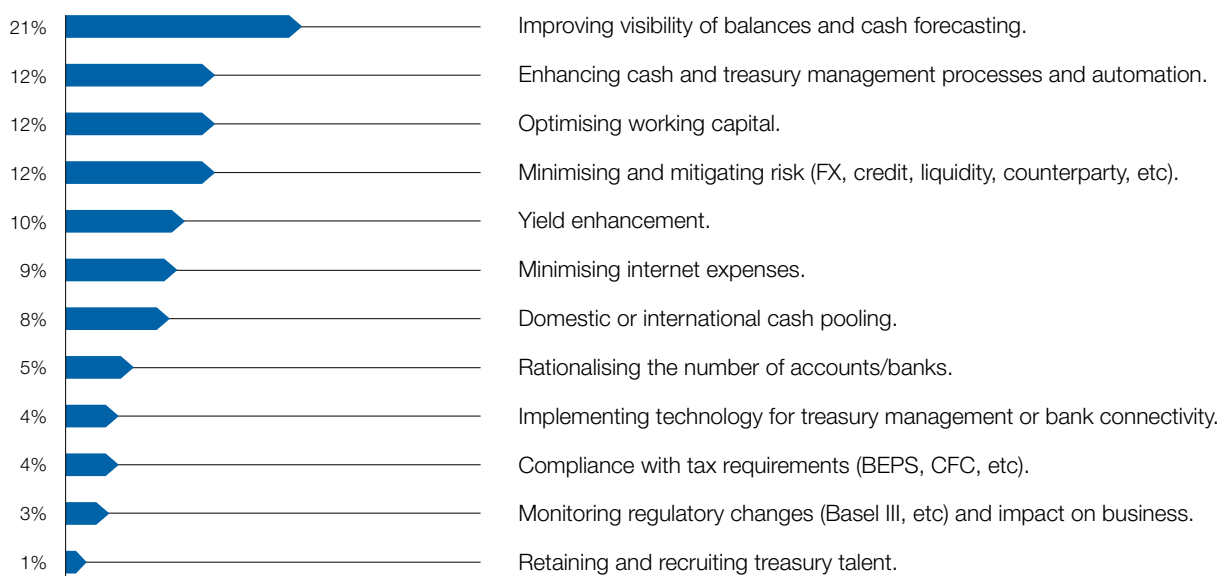 21% Improving visibility of balances and cash forecasting.
12% Enhancing cash and treasury management processes and automation.
12% Optimising working capital.
12% Minimising and mitigating risk (FX, credit, liquidity, counterparty, etc).
10% Yield enhancement.
9% Minimising internet expenses.
8% Domestic or international cash pooling.
5% Rationalising the number of accounts/banks.
4% Implementing technology for treasury management or bank connectivity.
4% Compliance with tax requirements (BEPS, CFC, etc).
3% Monitoring regulatory changes (Basel III, etc) and impact on business.
1% Retaining and recruiting treasury talent.